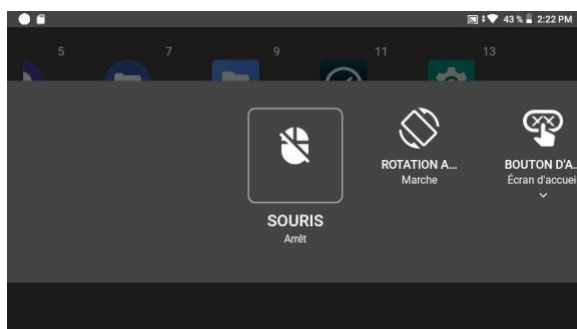 43 % 2:22 PM
5 7 9 11 13
SOURIS
Arrêt
ROTATION A...
Marche
BOUTON D'A...
Écran d'accuei